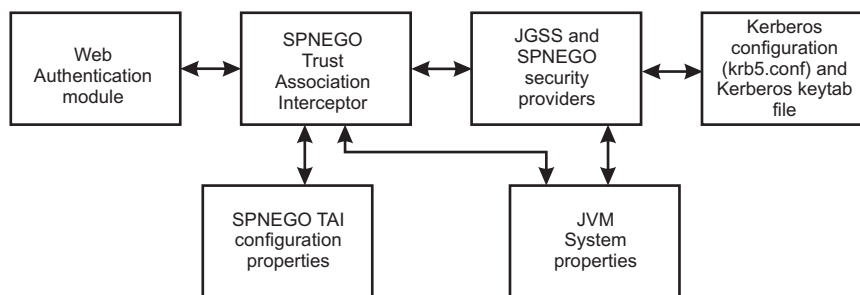 Web
Authentication
module
SPNEGO
Trust
Association
Interceptor
JGSS and
SPNEGO
security
providers
Kerberos
configuration
(krb5.conf) and
Kerberos keytab
file
SPNEGO TAI
configuration
properties
JVM
System
properties